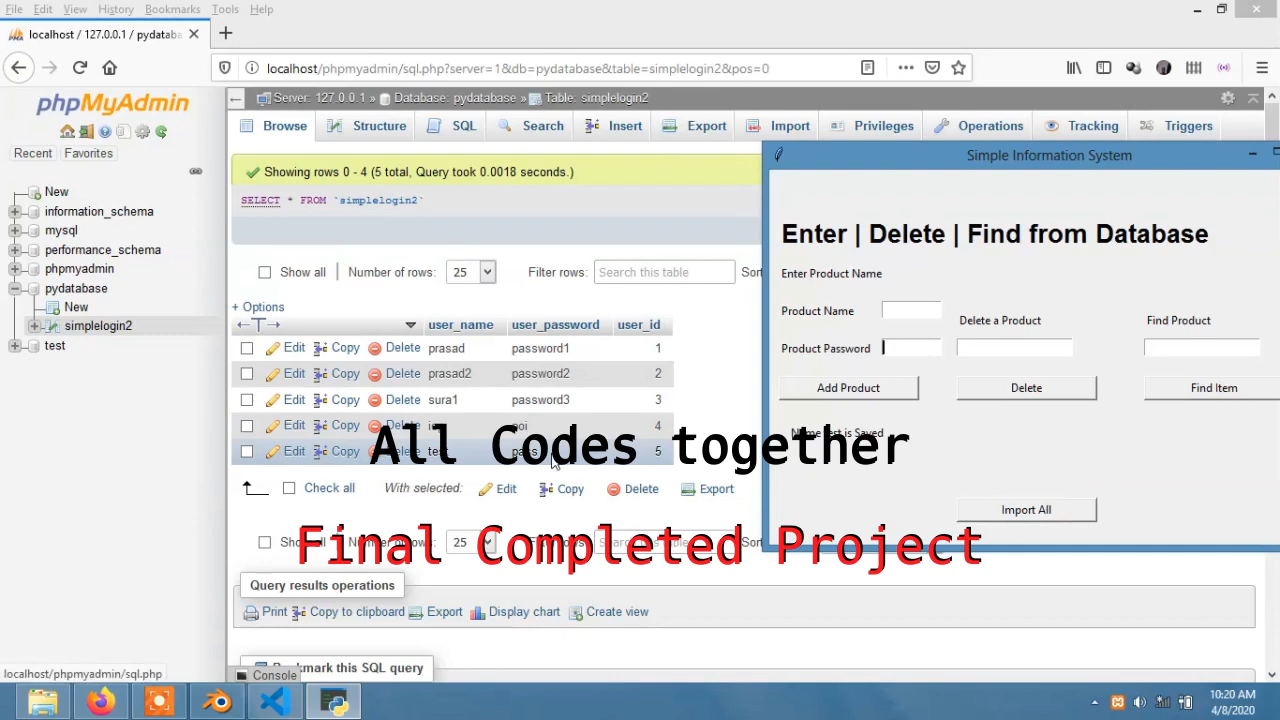 File Edit View History Bookmarks Tools Help
localhost / 127.0.0.1 / pydatab
localhost/phpmyadmin/sql.php?server=1&db=pydatabase&table=simplelogin2&pos=0
phpMyAdmin
Recent Favorites
New
information_schema
mysql
performance_schema
phpmyadmin
pydatabase
New
simplelogin2
test
Server: 127.0.0.1 » Database: pydatabase » Table: simplelogin2
Browse Structure SQL Search Insert Export Import Privileges Operations Tracking Triggers
Showing rows 0 - 4 (5 total, Query took 0.0018 seconds.)
SELECT * FROM `simplelogin2`
Show all Number of rows: 25 Filter rows: Search this table
+ Options
user_name user_password user_id
Edit Copy Delete prasad password1 1
Edit Copy Delete prasad2 password2 2
Edit Copy Delete sura1 password3 3
Edit Copy 4
Edit Copy 5
Check all With selected: Edit Copy Delete Export
25
Query results operations
Print Copy to clipboard Export Display chart Create view
Bookmark this SQL query
Console
localhost/phpmyadmin/sql.php
Simple Information System
Enter | Delete | Find from Database
Enter Product Name
Product Name
Product Password
Delete a Product
Find Product
Add Product Delete Find Item
Name test is Saved
Import All
All Codes together
Final Completed Project
10:20 AM
4/8/2020